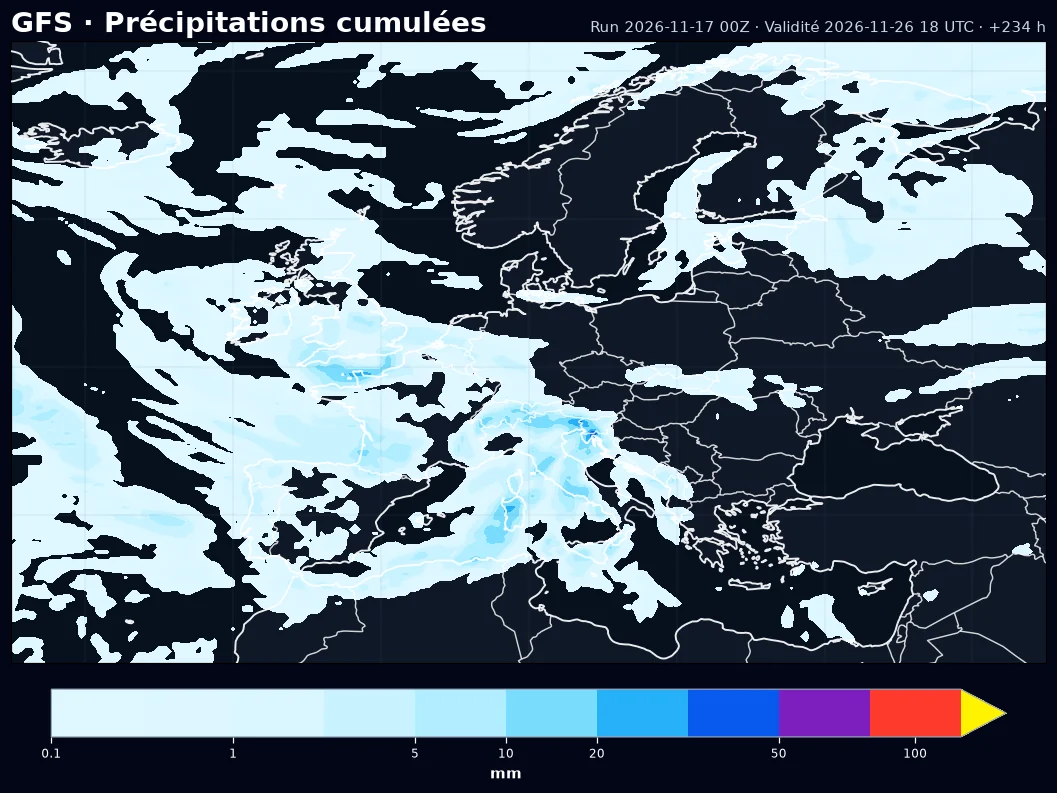 GFS · Précipitations cumulées
Run 2026-11-17 00Z · Validité 2026-11-26 18 UTC · +234 h
0.1 1 5 10 20 50 100
mm